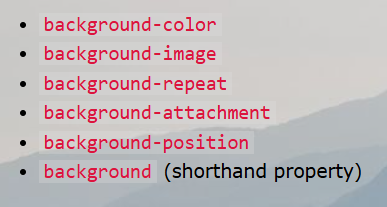 background-color
background-image
background-repeat
background-attachment
background-position
background (shorthand property)